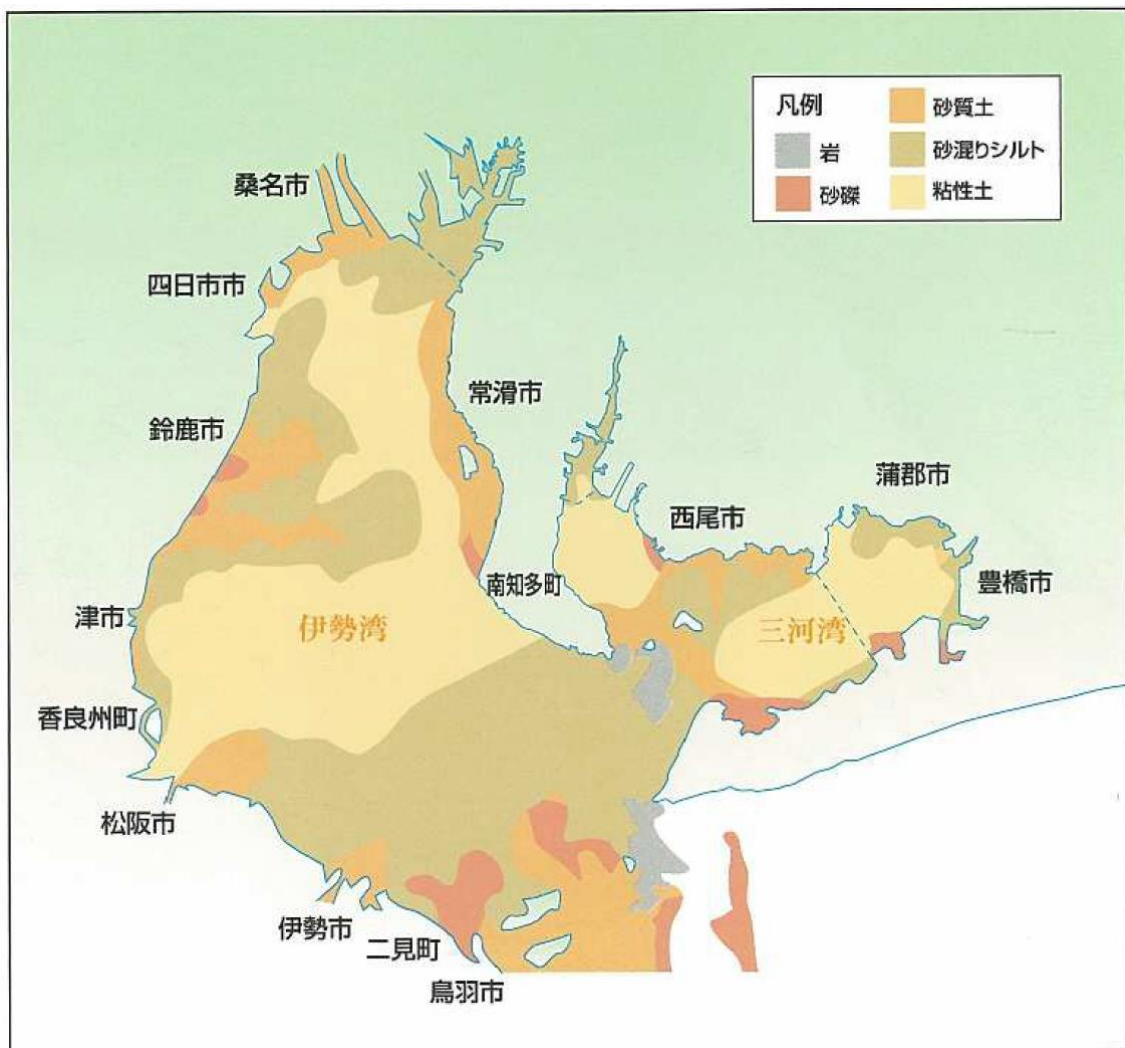 凡例
岩
砂礫
砂質土
砂混りシルト
粘性土
桑名市
四日市市
常滑市
鈴鹿市
蒲郡市
西尾市
豊橋市
南知多町
津市
伊勢湾
三河湾
香良州町
松阪市
伊勢市
二見町
鳥羽市